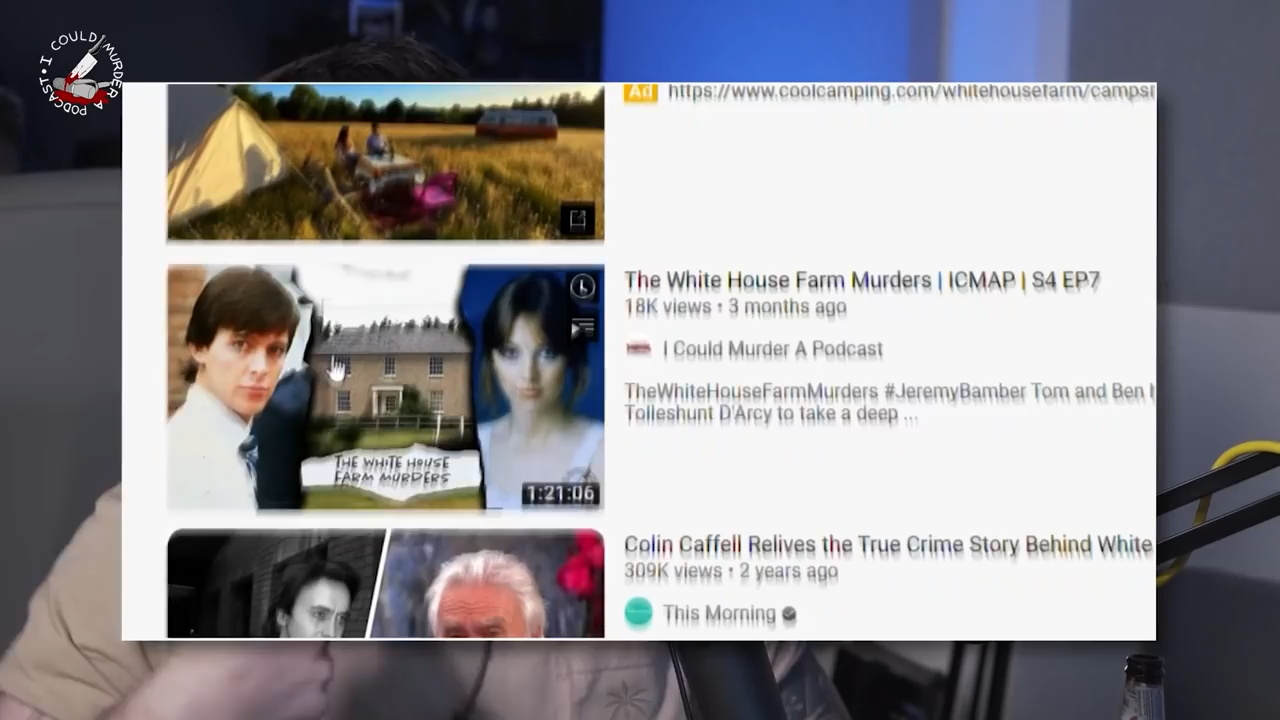 I COULD MURDER A PODCAST
Ad https://www.coolcamping.com/whitehousefarm/camps
The White House Farm Murders | ICMAP | S4 EP7
18K views • 3 months ago
I Could Murder A Podcast
TheWhiteHouseFarmMurders #JeremyBamber Tom and Ben
Tolleshunt D'Arcy to take a deep ...
THE WHITE HOUSE
FARM MURDERS
1:21:06
Colin Caffell Relives the True Crime Story Behind White
309K views • 2 years ago
This Morning